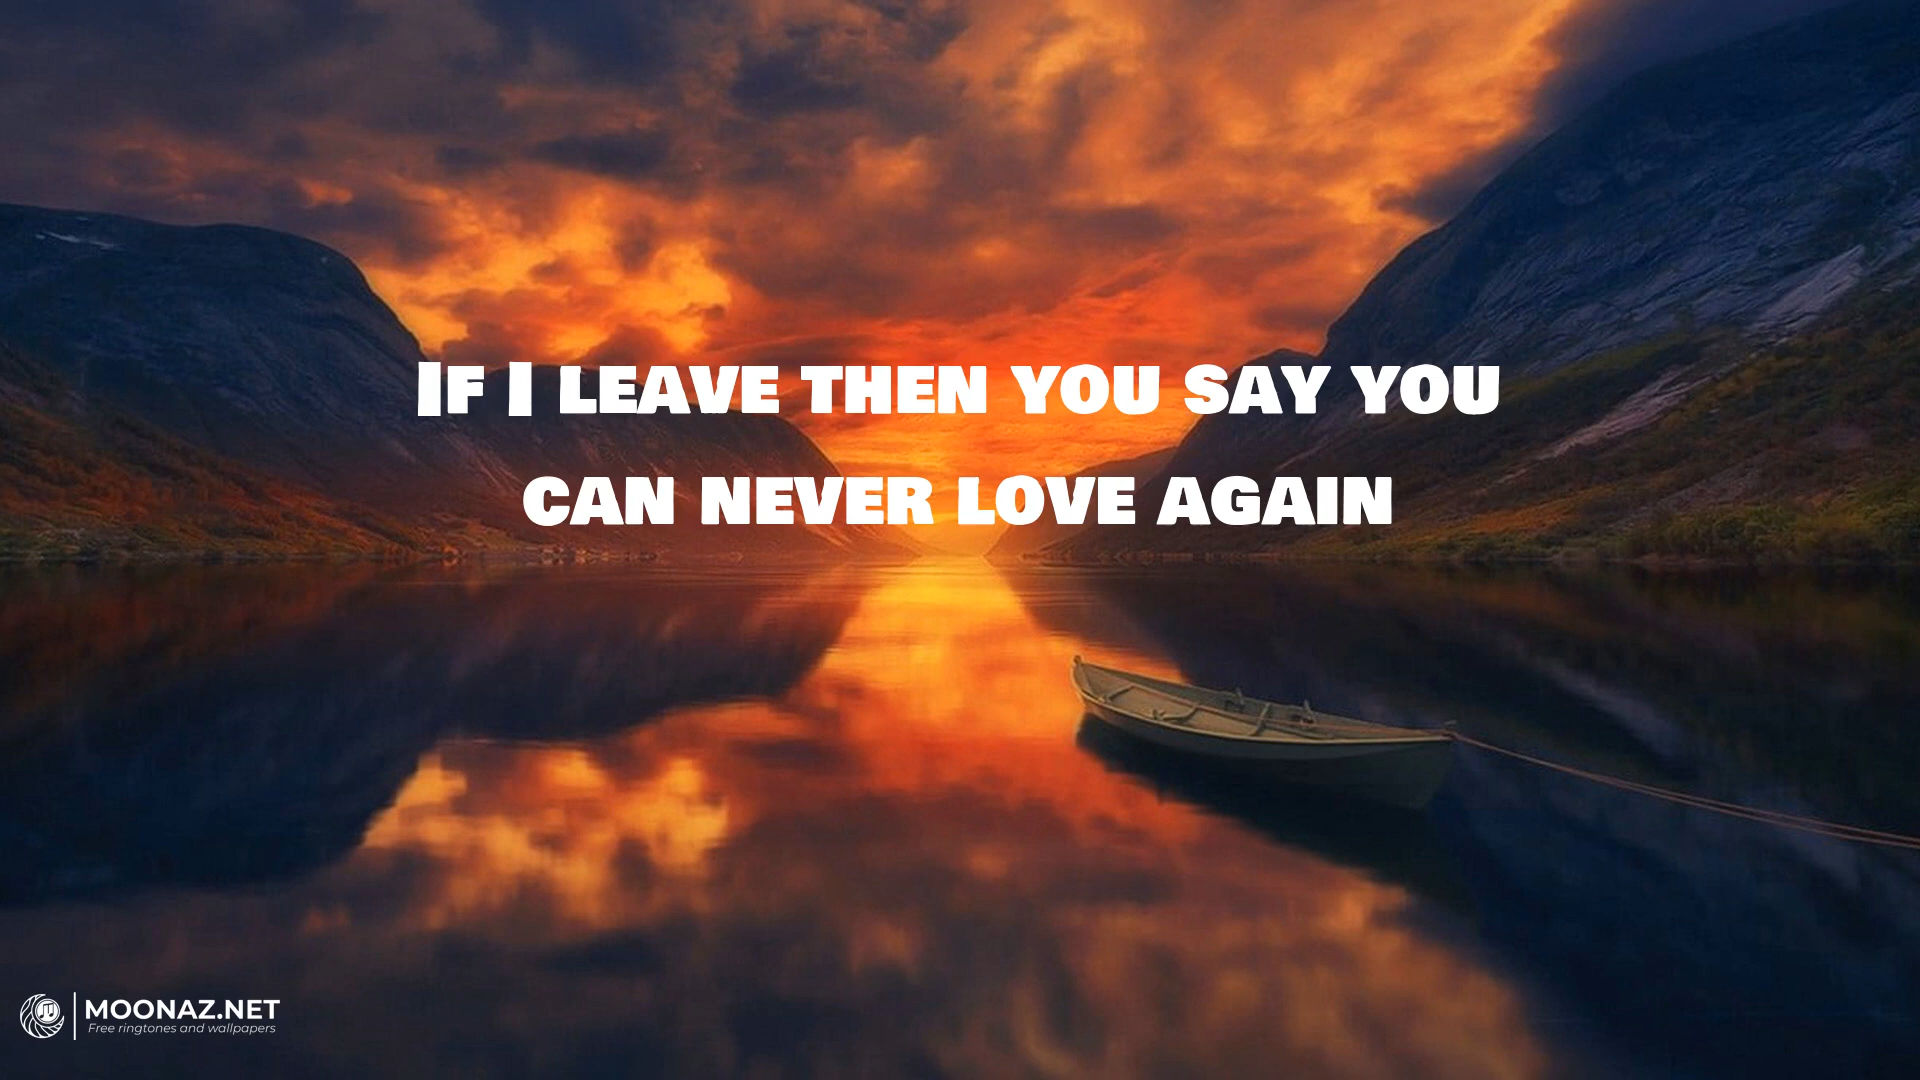 If I leave then you say you
can never love again
MOONAZ.NET
Free ringtones and wallpapers